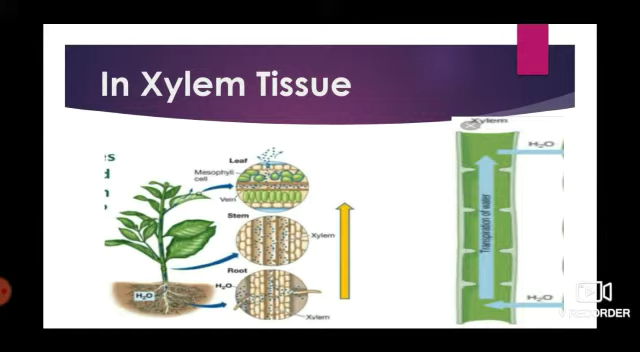 In Xylem Tissue
Xylem
Leaf
Mesophyll
cell
Vein
Stem
Xylem
Root
H₂O
H₂O
Xylem
H₂O
Transpiration of water
H₂O
RECORDER